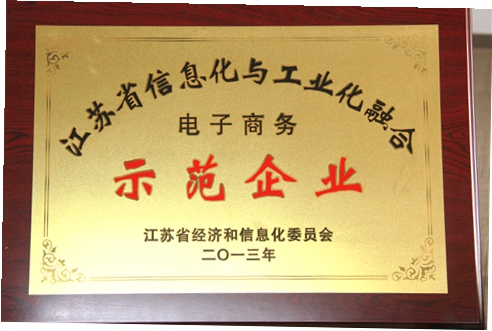 江苏省信息化与工业化融合
电子商务
示范企业
江苏省经济和信息化委员会
二〇一三年